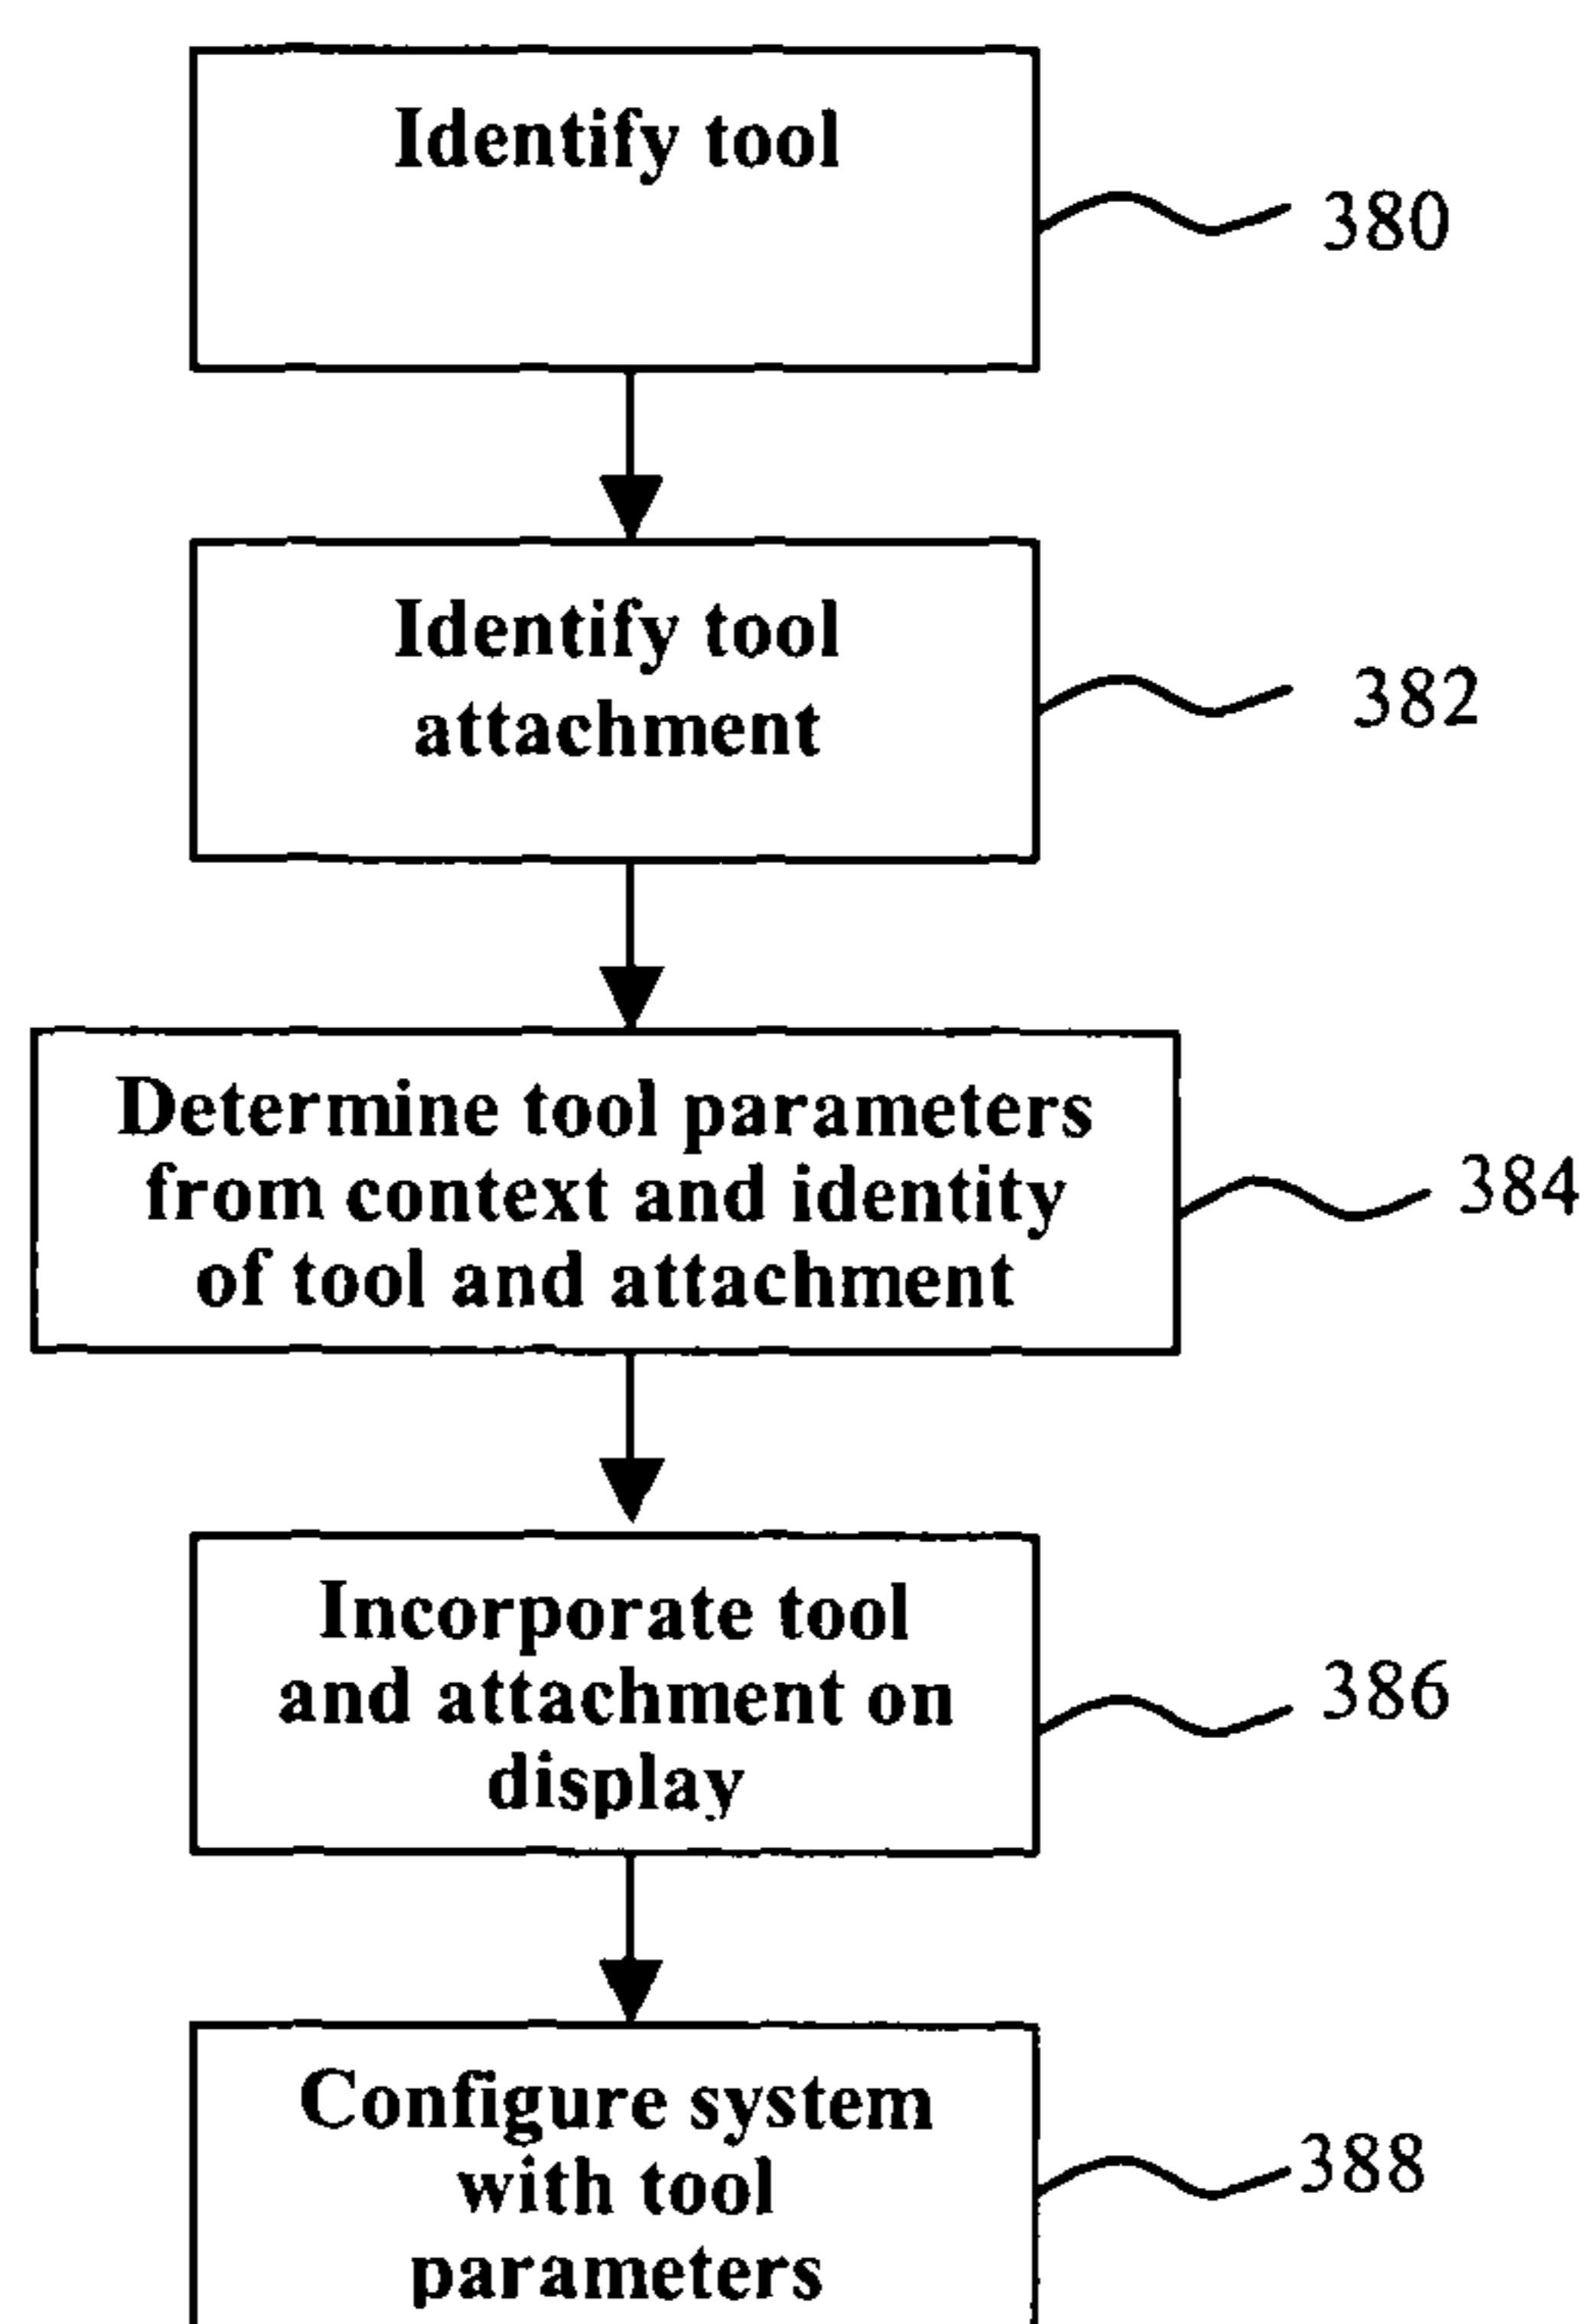 Identify tool
380
Identify tool
attachment
382
Determine tool parameters
from context and identity
of tool and attachment
384
Incorporate tool
and attachment on
display
386
Configure system
with tool
parameters
388